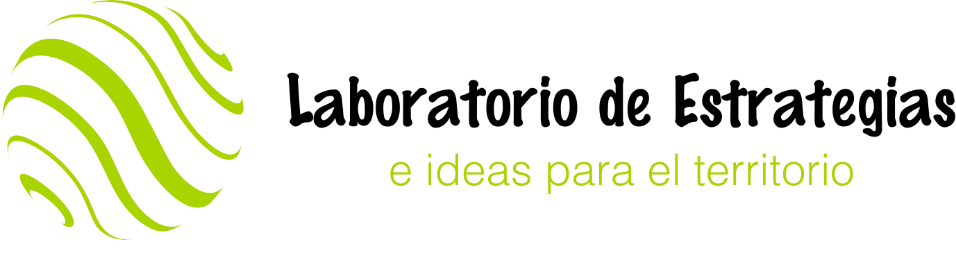 Laboratorio de Estrategias
e ideas para el territorio